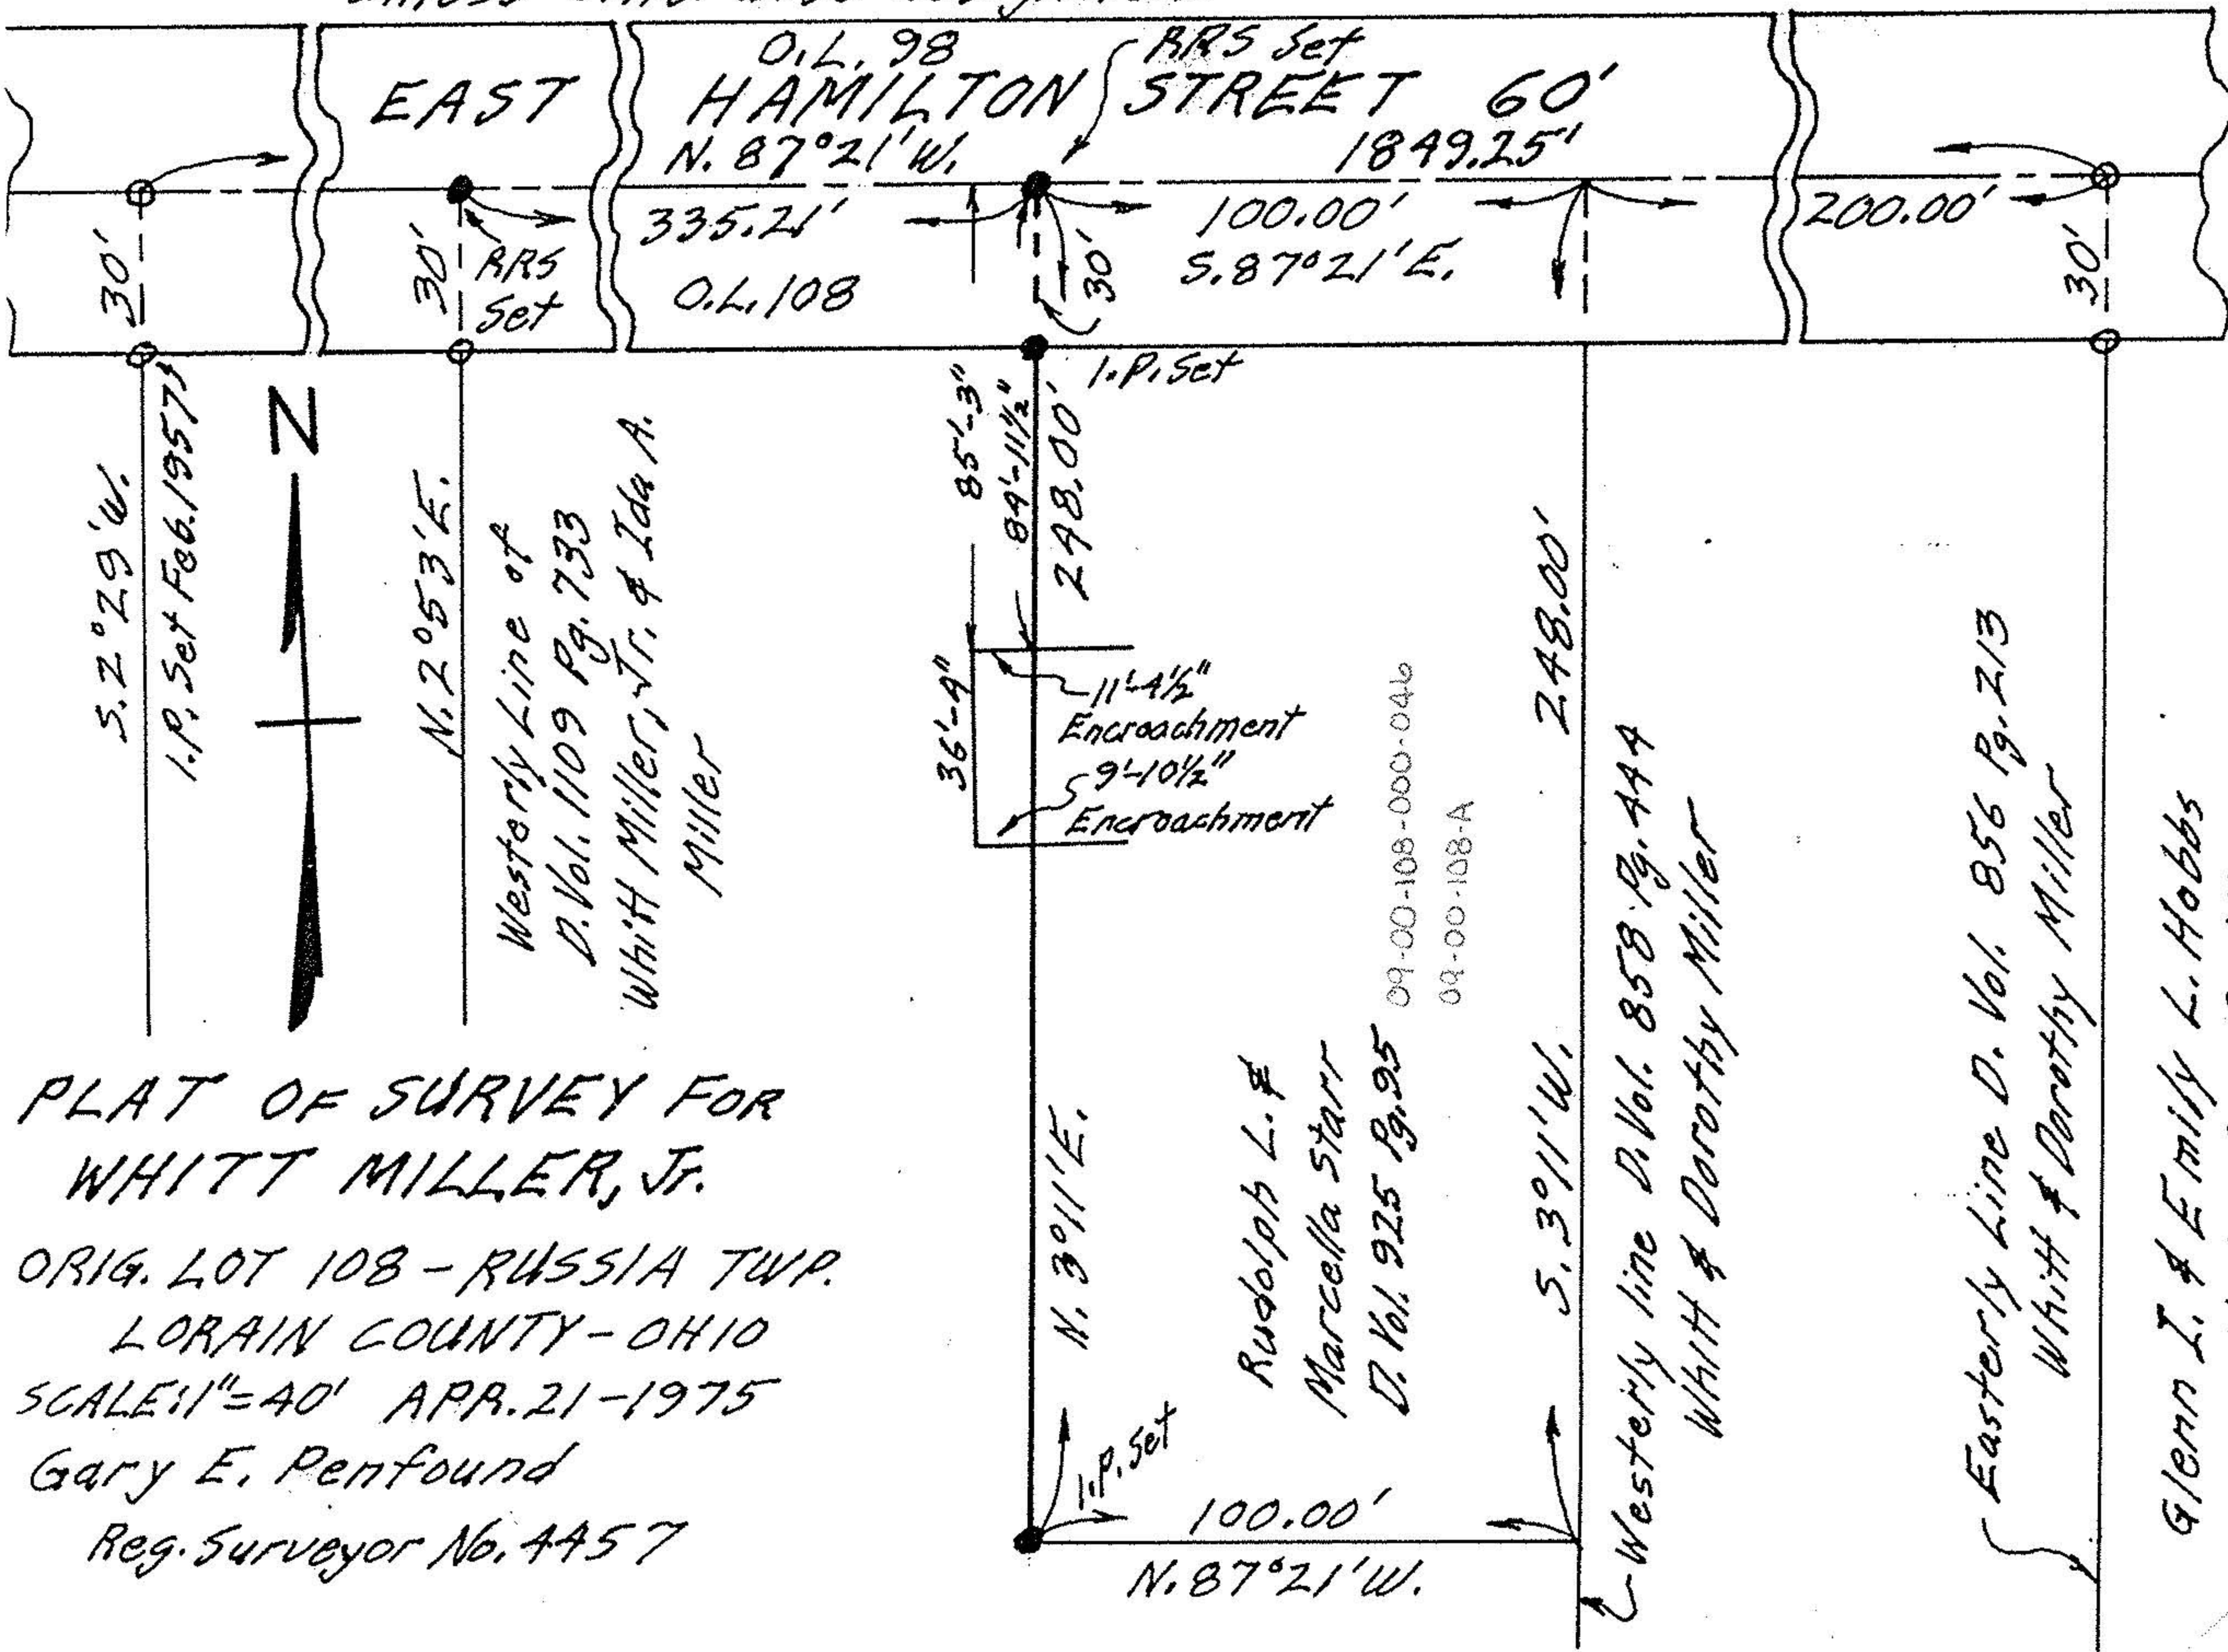 O.L. 98
RRS Set
EAST HAMILTON STREET 60'
N. 87°21'W.
1849.25'
335.21'
100.00'
200.00'
S. 87°21'E.
30'
30'
RRS
Set
O.L. 108
30'
30'
I.P. Set
S. 2°29'W.
I.P. Set Feb. 1957
N
N. 2°53'E.
Westerly Line of
D. Vol. 1109 Pg. 733
Whitt Miller, Jr. & Ida A.
Miller
85'-3"
84'-11½"
248.00'
36'-4"
11'-4½"
Encroachment
9'-10½"
Encroachment
09-00-108-000-046
09-00-108-A
248.00'
Westerly line D. Vol. 858 Pg. 444
Whitt & Dorothy Miller
Easterly Line D. Vol. 856 Pg. 213
Whitt & Dorothy Miller
Glenn I. & Emily L. Hobbs
N. 3°11'E.
Rudolph L. &
Marcella Starr
D. Vol. 925 Pg. 95
S. 3°11'W.
I.P. Set
100.00'
N. 87°21'W.
PLAT OF SURVEY FOR
WHITT MILLER, Jr.
ORIG. LOT 108 - RUSSIA TWP.
LORAIN COUNTY - OHIO
SCALE: 1"=40' APR. 21-1975
Gary E. Penfound
Reg. Surveyor No. 4457